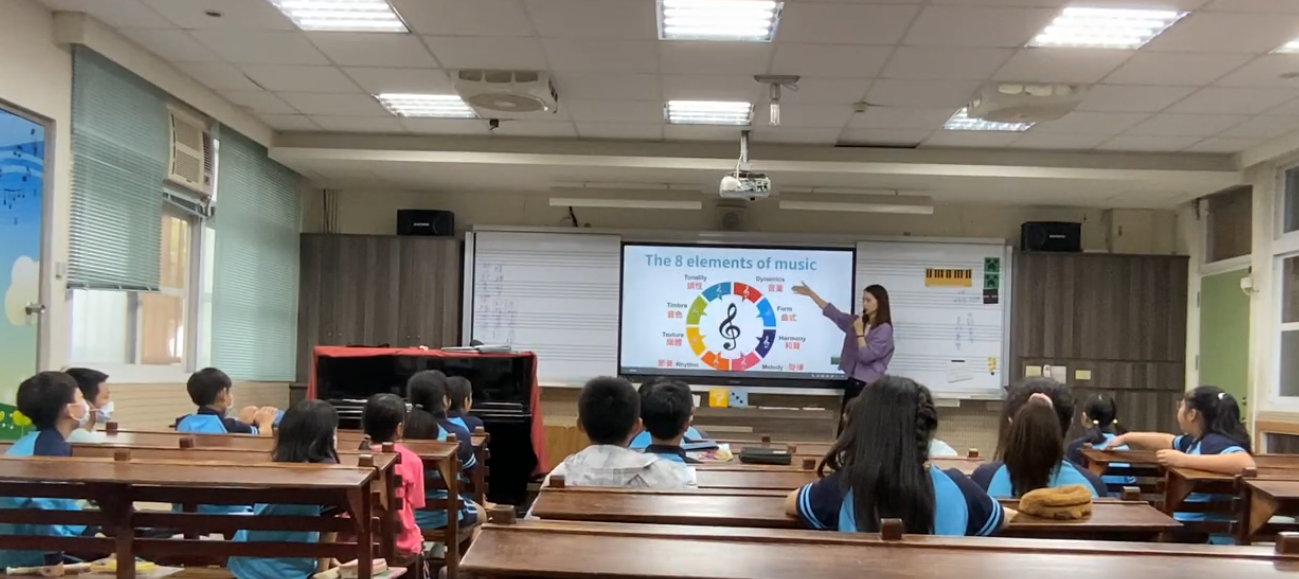 The 8 elements of music
Tonality
調性
Dynamics
音量
Timbre
音色
Form
曲式
Texture
織體
Harmony
和聲
節奏 Rhythm
Melody 旋律